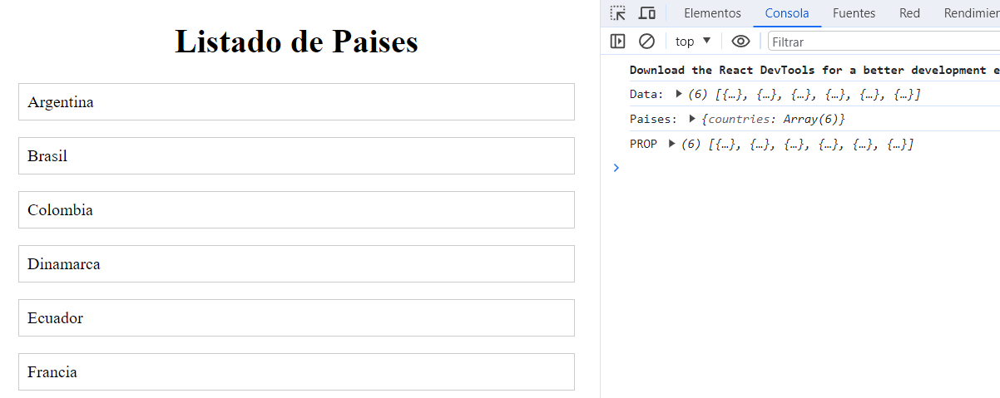 Listado de Paises
Argentina
Brasil
Colombia
Dinamarca
Ecuador
Francia
Elementos Consola Fuentes Red Rendimier
top ▼ Filtrar
Download the React DevTools for a better development e
Data: ▶ (6) [{…}, {…}, {…}, {…}, {…}, {…}]
Paises: ▶ {countries: Array(6)}
PROP ▶ (6) [{…}, {…}, {…}, {…}, {…}, {…}]
>